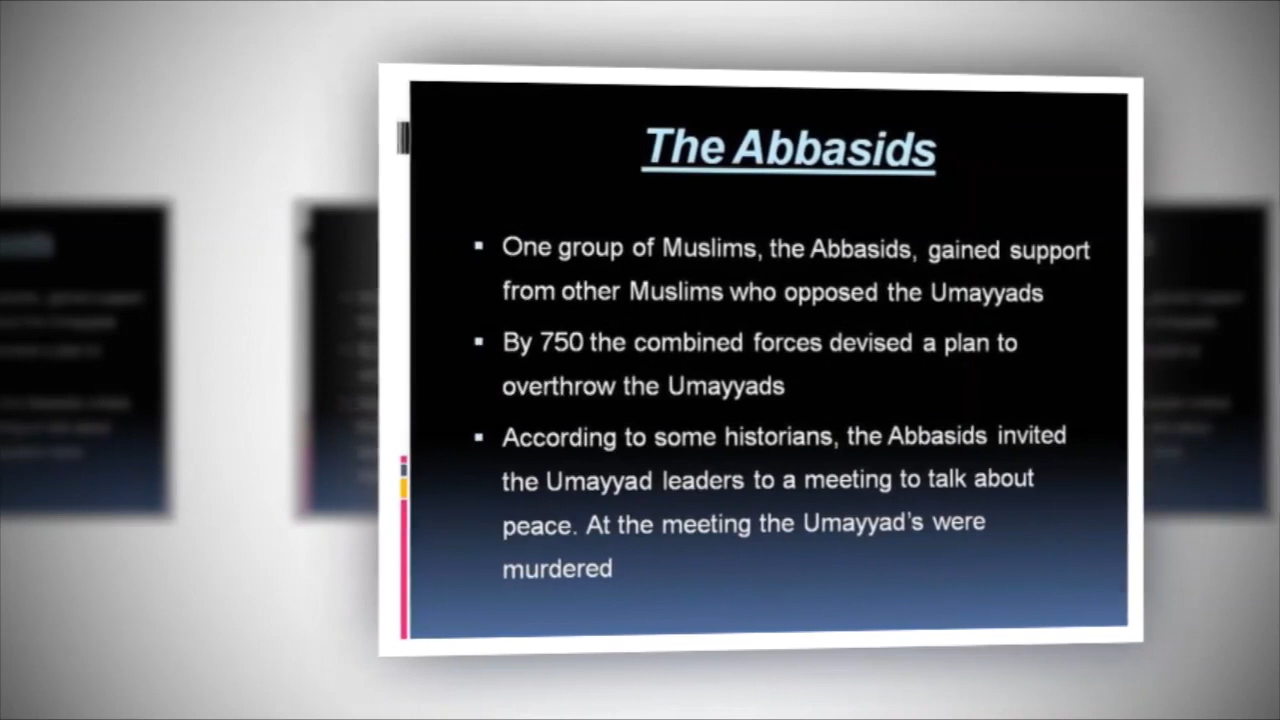 The Abbasids
▪ One group of Muslims, the Abbasids, gained support
from other Muslims who opposed the Umayyads
▪ By 750 the combined forces devised a plan to
overthrow the Umayyads
▪ According to some historians, the Abbasids invited
the Umayyad leaders to a meeting to talk about
peace. At the meeting the Umayyad's were
murdered